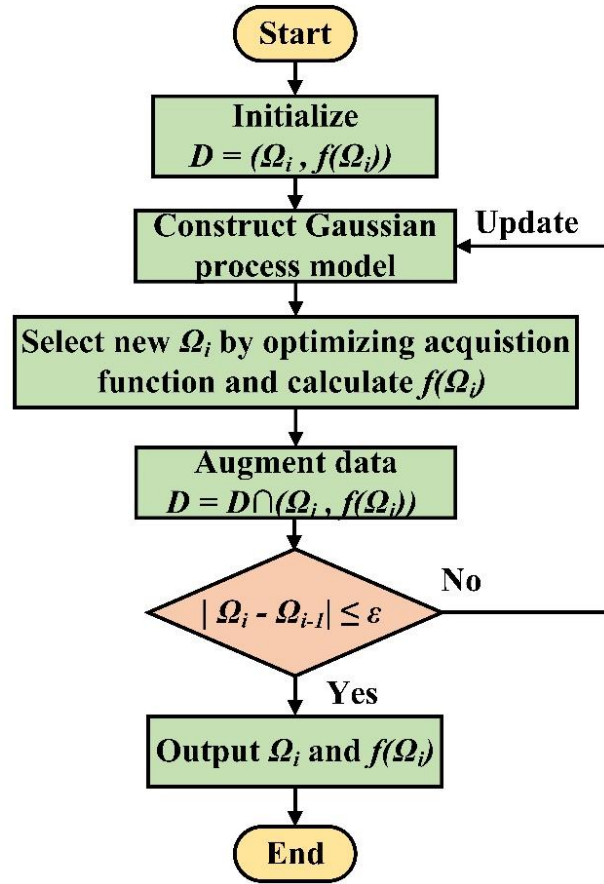 Start
Initialize
D = (Ωᵢ , f(Ωᵢ))
Construct Gaussian
process model
Update
Select new Ωᵢ by optimizing acquistion
function and calculate f(Ωᵢ)
Augment data
D = D∩(Ωᵢ , f(Ωᵢ))
| Ωᵢ - Ωᵢ₋₁| ≤ ε
No
Yes
Output Ωᵢ and f(Ωᵢ)
End